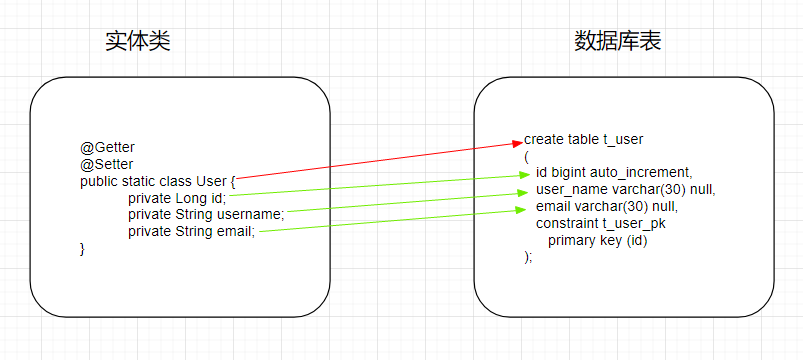 实体类
@Getter
@Setter
public static class User {
private Long id;
private String username;
private String email;
}
数据库表
create table t_user
(
id bigint auto_increment,
user_name varchar(30) null,
email varchar(30) null,
constraint t_user_pk
primary key (id)
);